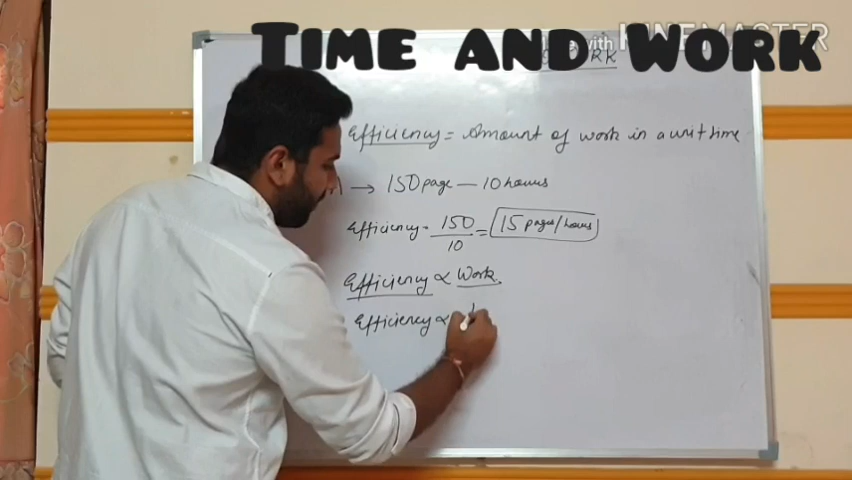 TIME AND WORK
with KINEMASTER
Efficiency = Amount of work in a unit time
→ 150 page — 10 hours
Efficiency = 150/10 = 15 pages/hours
Efficiency ∝ Work.
Efficiency ∝ 1